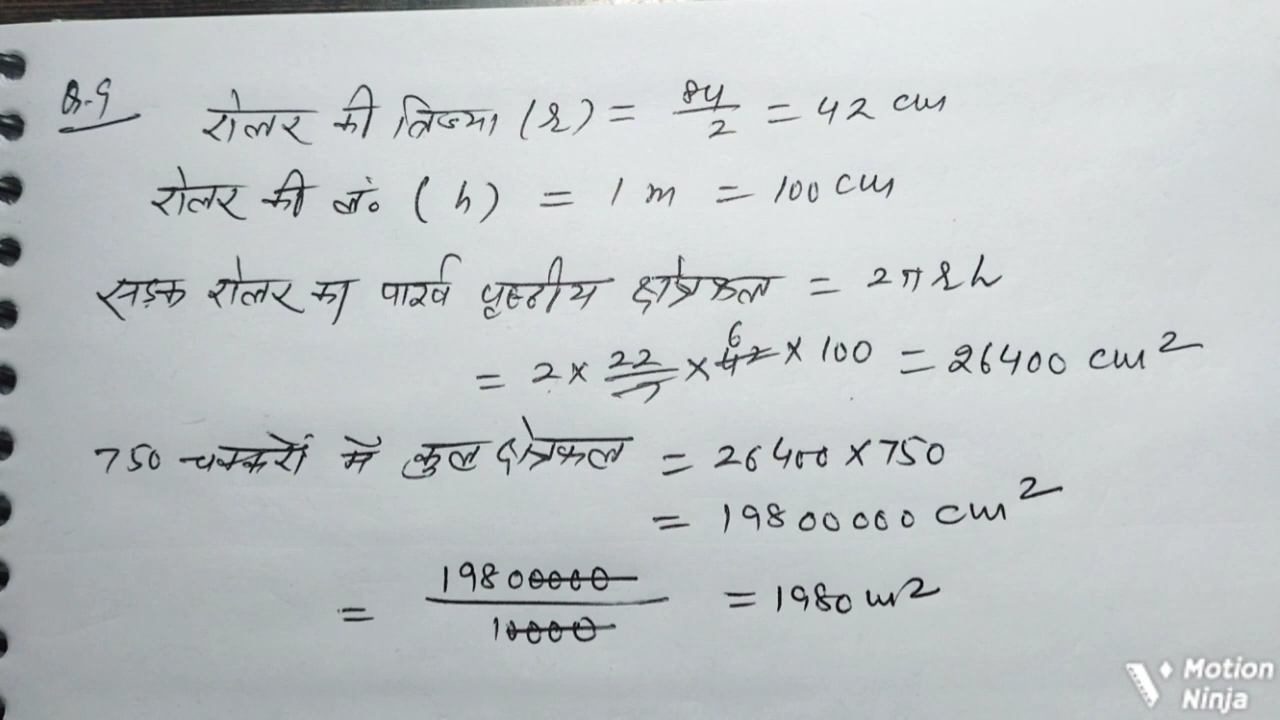 Q.9 रोलर की त्रिज्या (r) = 84/2 = 42 cm
रोलर की लं० (h) = 1 m = 100 cm
सड़क रोलर का पार्श्व पृष्ठीय क्षेत्रफल = 2πrh
= 2 × 22/7 × 42 6 × 100 = 26400 cm²
750 चक्करों में कुल क्षेत्रफल = 26400 × 750
= 19800000 cm²
= 19800000/10000 = 1980 m²
Motion
Ninja